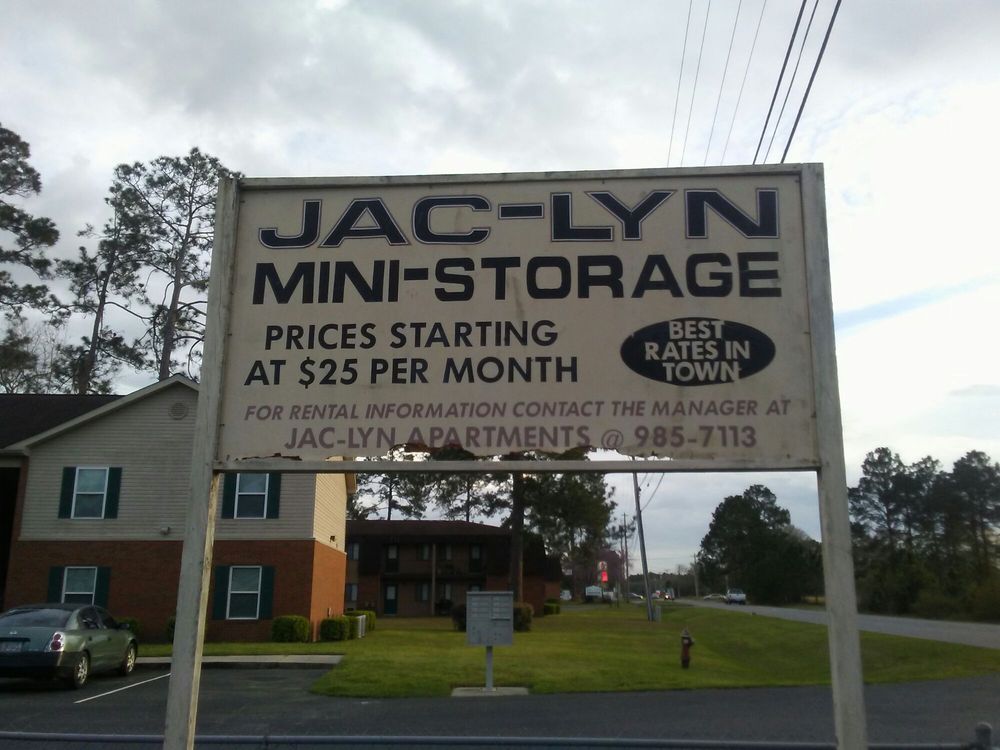 JAC-LYN
MINI-STORAGE
PRICES STARTING
AT $25 PER MONTH
BEST
RATES IN
TOWN
FOR RENTAL INFORMATION CONTACT THE MANAGER AT
JAC-LYN APARTMENTS @ 985-7113